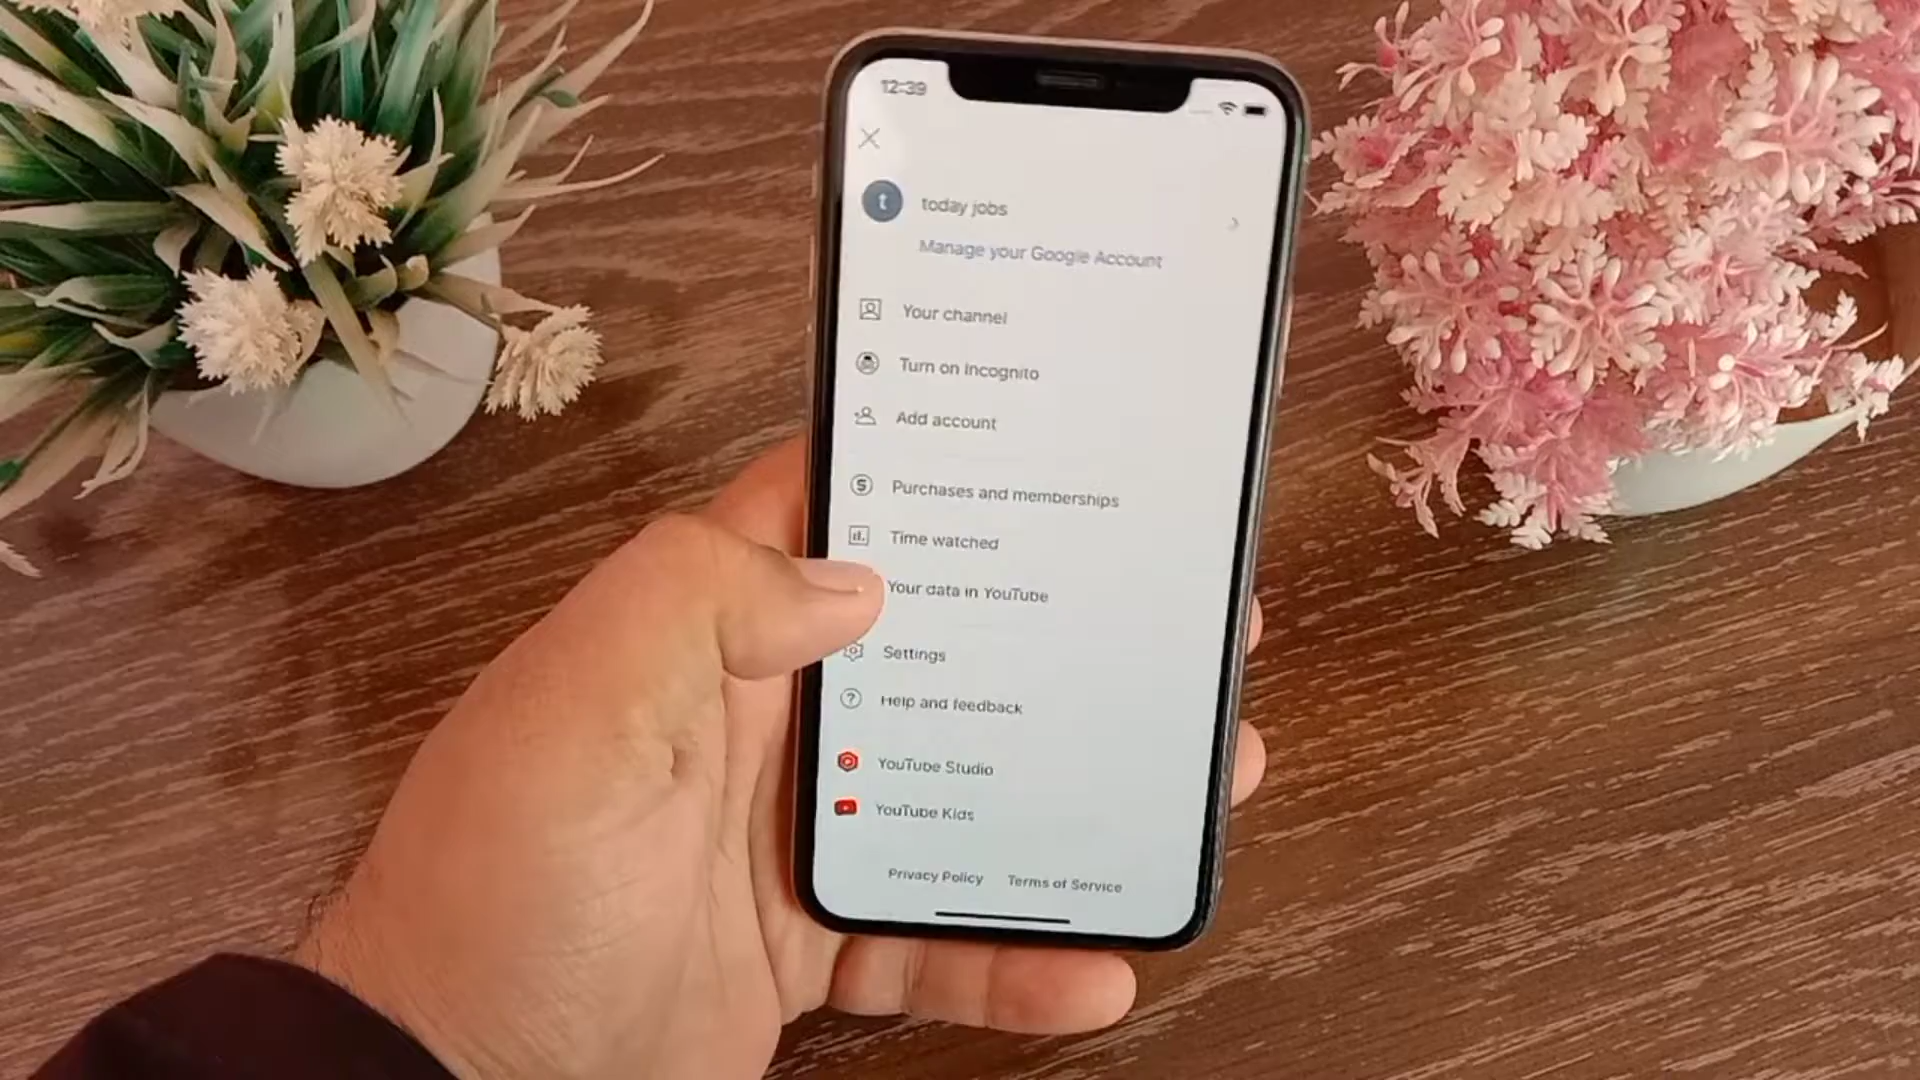 12:39
t
today jobs
Manage your Google Account
Your channel
Turn on Incognito
Add account
Purchases and memberships
Time watched
Your data in YouTube
Settings
Help and feedback
YouTube Studio
YouTube Kids
Privacy Policy Terms of Service